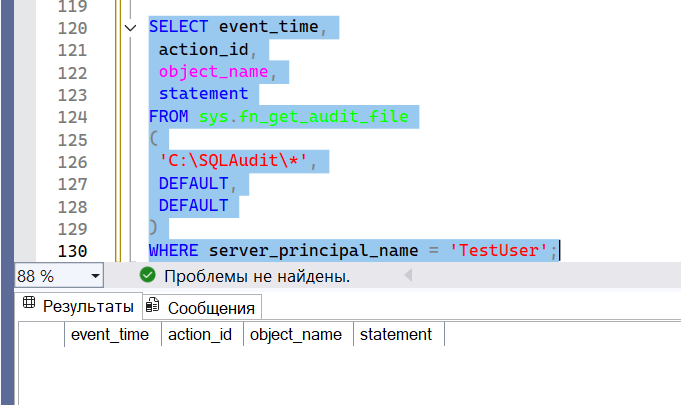 119
120 SELECT event_time,
121 action_id,
122 object_name,
123 statement
124 FROM sys.fn_get_audit_file
125 (
126 'C:\SQLAudit\*',
127 DEFAULT,
128 DEFAULT
129 )
130 WHERE server_principal_name = 'TestUser';
88 % Проблемы не найдены.
Результаты Сообщения
event_time action_id object_name statement